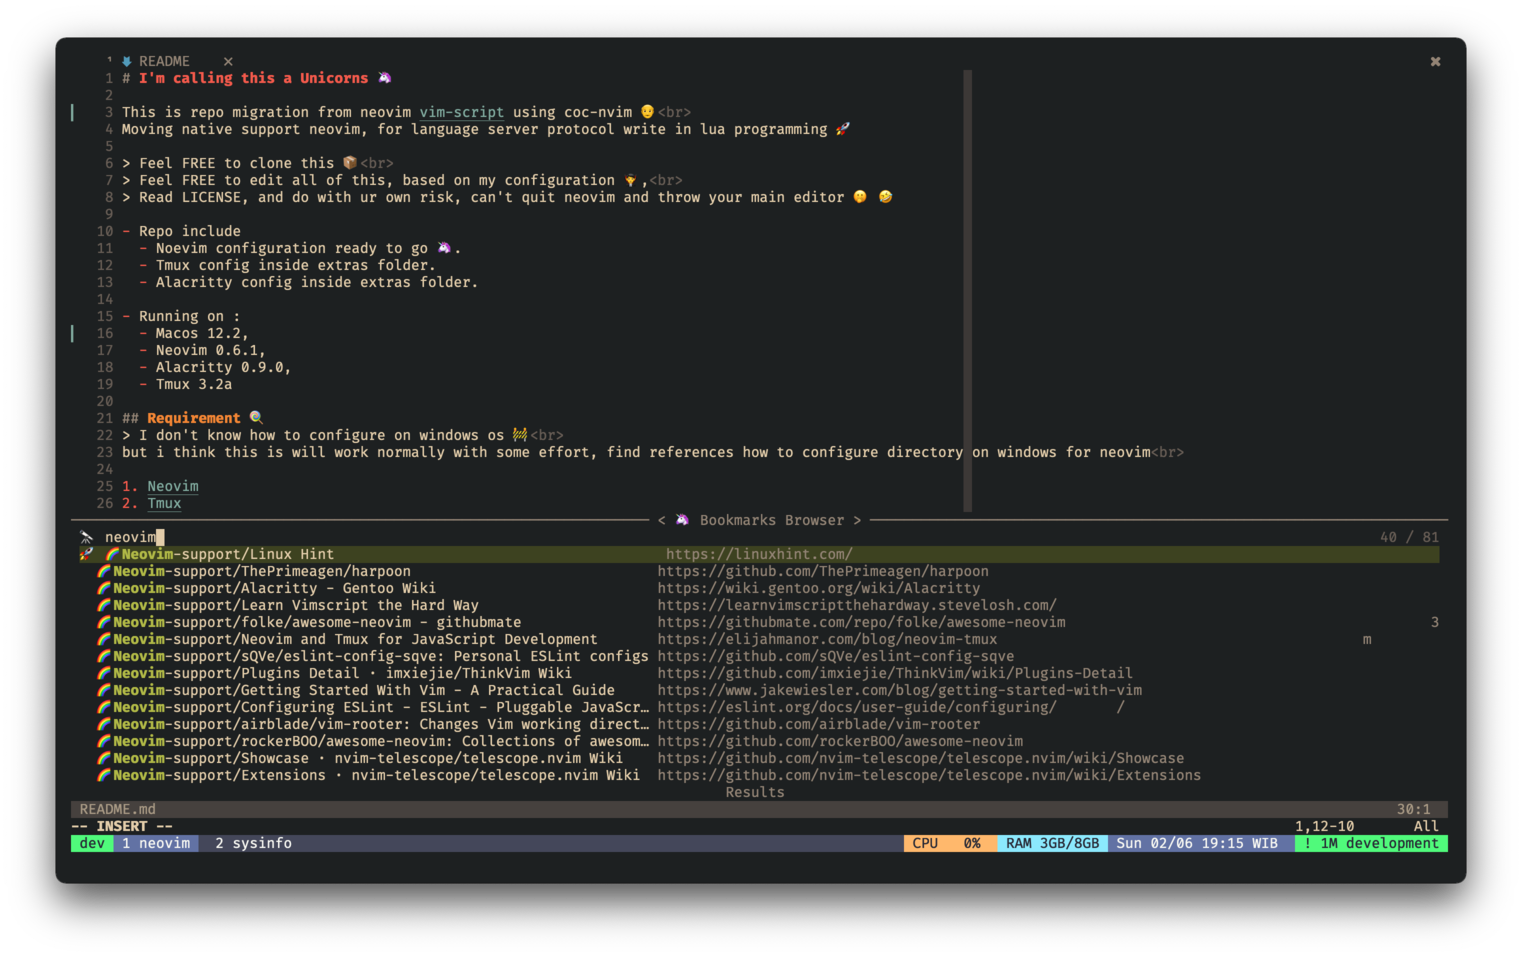 README ×
1 # I'm calling this a Unicorns 🦄
2
3 This is repo migration from neovim vim-script using coc-nvim 👴<br>
4 Moving native support neovim, for language server protocol write in lua programming 🚀
5
6 > Feel FREE to clone this 📦<br>
7 > Feel FREE to edit all of this, based on my configuration ,<br>
8 > Read LICENSE, and do with ur own risk, can't quit neovim and throw your main editor 🤫 🤣
9
10 - Repo include
11 - Noevim configuration ready to go 🦄.
12 - Tmux config inside extras folder.
13 - Alacritty config inside extras folder.
14
15 - Running on :
16 - Macos 12.2,
17 - Neovim 0.6.1,
18 - Alacritty 0.9.0,
19 - Tmux 3.2a
20
21 ## Requirement 🍭
22 > I don't know how to configure on windows os 🚧<br>
23 but i think this is will work normally with some effort, find references how to configure directory on windows for neovim<br>
24
25 1. Neovim
26 2. Tmux
< 🦄 Bookmarks Browser >
🔭 neovim 40 / 81
🚀 🌈Neovim-support/Linux Hint https://linuxhint.com/
🌈Neovim-support/ThePrimeagen/harpoon https://github.com/ThePrimeagen/harpoon
🌈Neovim-support/Alacritty - Gentoo Wiki https://wiki.gentoo.org/wiki/Alacritty
🌈Neovim-support/Learn Vimscript the Hard Way https://learnvimscriptthehardway.stevelosh.com/
🌈Neovim-support/folke/awesome-neovim - githubmate https://githubmate.com/repo/folke/awesome-neovim 3
🌈Neovim-support/Neovim and Tmux for JavaScript Development https://elijahmanor.com/blog/neovim-tmux m
🌈Neovim-support/sQVe/eslint-config-sqve: Personal ESLint configs https://github.com/sQVe/eslint-config-sqve
🌈Neovim-support/Plugins Detail · imxiejie/ThinkVim Wiki https://github.com/imxiejie/ThinkVim/wiki/Plugins-Detail
🌈Neovim-support/Getting Started With Vim - A Practical Guide https://www.jakewiesler.com/blog/getting-started-with-vim
🌈Neovim-support/Configuring ESLint - ESLint - Pluggable JavaScr… https://eslint.org/docs/user-guide/configuring/ /
🌈Neovim-support/airblade/vim-rooter: Changes Vim working direct… https://github.com/airblade/vim-rooter
🌈Neovim-support/rockerBOO/awesome-neovim: Collections of awesom… https://github.com/rockerBOO/awesome-neovim
🌈Neovim-support/Showcase · nvim-telescope/telescope.nvim Wiki https://github.com/nvim-telescope/telescope.nvim/wiki/Showcase
🌈Neovim-support/Extensions · nvim-telescope/telescope.nvim Wiki https://github.com/nvim-telescope/telescope.nvim/wiki/Extensions
Results
README.md 30:1
-- INSERT -- 1,12-10 All
dev 1 neovim 2 sysinfo CPU 0% RAM 3GB/8GB Sun 02/06 19:15 WIB ! 1M development